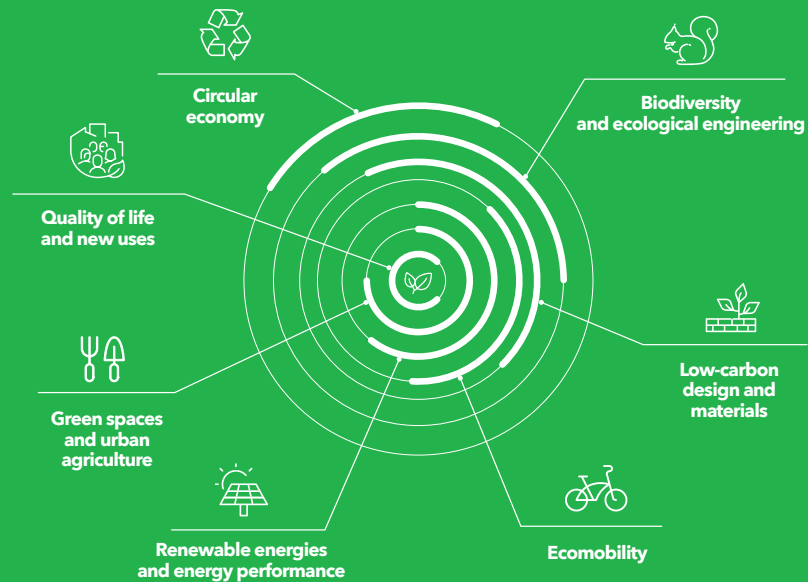 Circular
economy
Biodiversity
and ecological engineering
Quality of life
and new uses
Low-carbon
design and
materials
Green spaces
and urban
agriculture
Renewable energies
and energy performance
Ecomobility